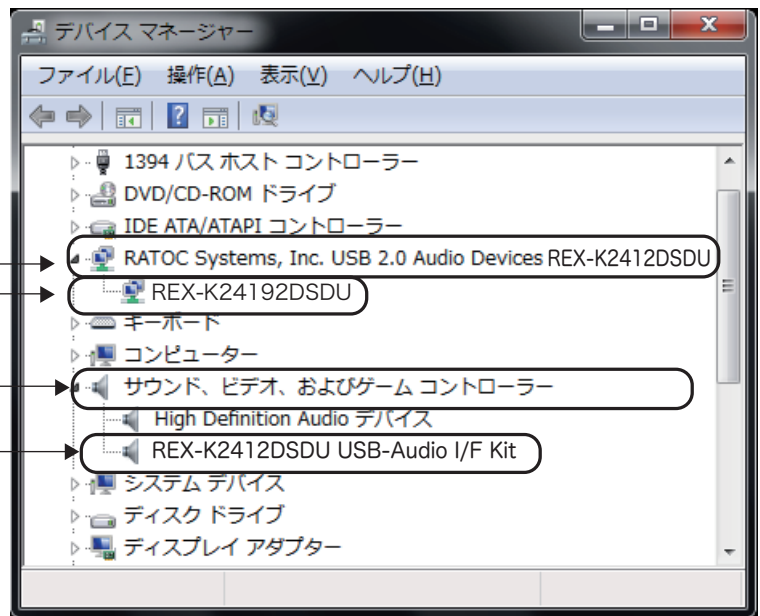 デバイス マネージャー
ファイル(F) 操作(A) 表示(V) ヘルプ(H)
1394 バス ホスト コントローラー
DVD/CD-ROM ドライブ
IDE ATA/ATAPI コントローラー
RATOC Systems, Inc. USB 2.0 Audio Devices REX-K2412DSDU
REX-K24192DSDU
キーボード
コンピューター
サウンド、ビデオ、およびゲーム コントローラー
High Definition Audio デバイス
REX-K2412DSDU USB-Audio I/F Kit
システム デバイス
ディスク ドライブ
ディスプレイ アダプター